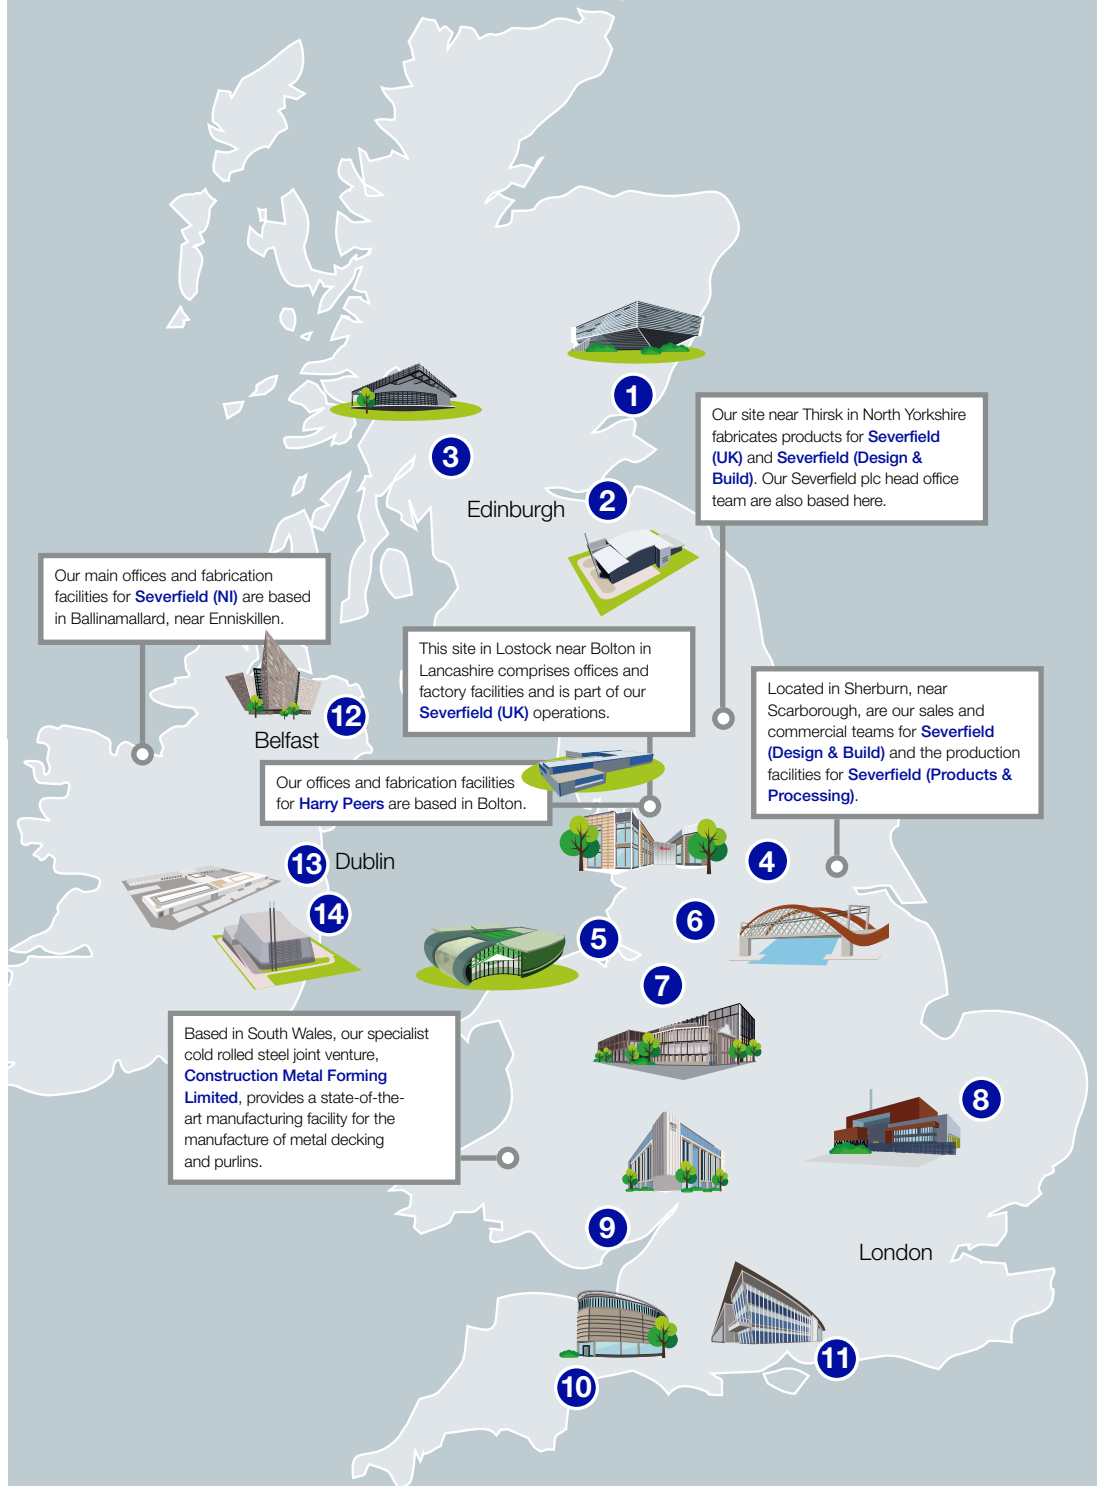 1
Our site near Thirsk in North Yorkshire
fabricates products for Severfield
(UK) and Severfield (Design &
Build). Our Severfield plc head office
team are also based here.
3
2
Edinburgh
Our main offices and fabrication
facilities for Severfield (NI) are based
in Ballinamallard, near Enniskillen.
This site in Lostock near Bolton in
Lancashire comprises offices and
factory facilities and is part of our
Severfield (UK) operations.
Located in Sherburn, near
Scarborough, are our sales and
commercial teams for Severfield
(Design & Build) and the production
facilities for Severfield (Products &
Processing).
12
Belfast
Our offices and fabrication facilities
for Harry Peers are based in Bolton.
13
Dublin
4
14
6
5
7
Based in South Wales, our specialist
cold rolled steel joint venture,
Construction Metal Forming
Limited, provides a state-of-the-
art manufacturing facility for the
manufacture of metal decking
and purlins.
8
9
London
11
10